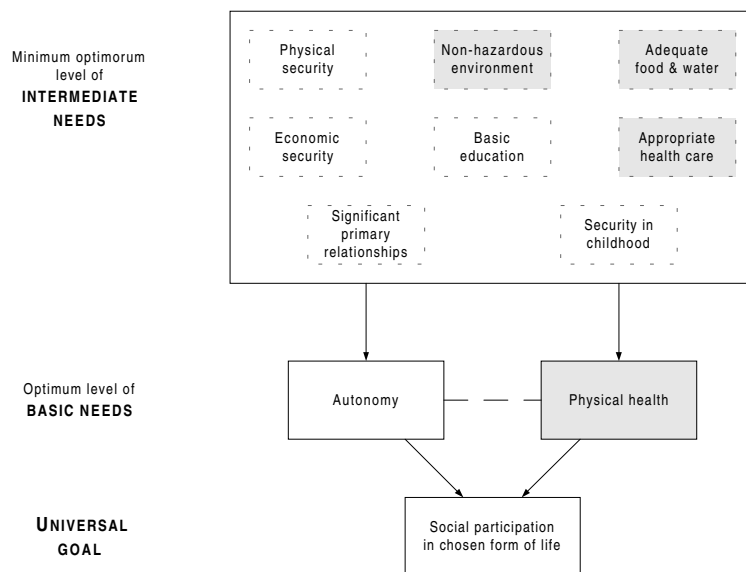 Minimum optimorum
level of
INTERMEDIATE
NEEDS
Physical
security
Non-hazardous
environment
Adequate
food & water
Economic
security
Basic
education
Appropriate
health care
Significant
primary
relationships
Security in
childhood
Optimum level of
BASIC NEEDS
Autonomy
Physical health
UNIVERSAL
GOAL
Social participation
in chosen form of life